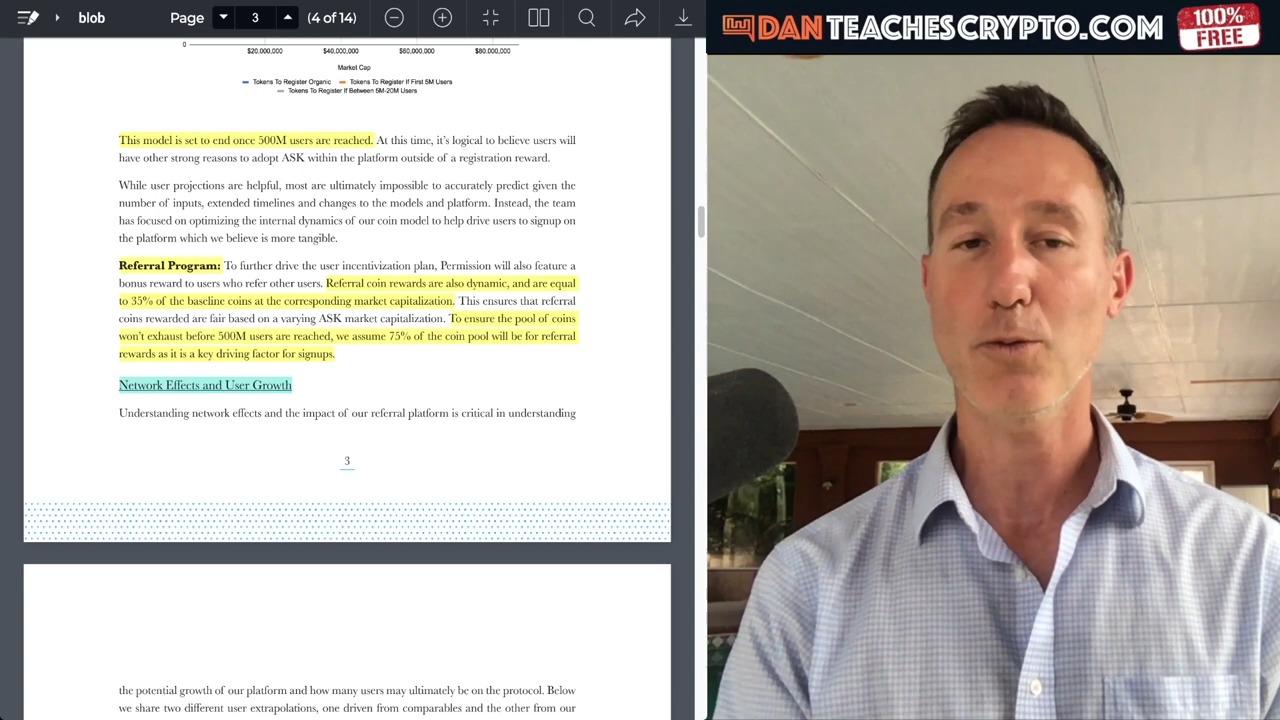 blob
Page 3 (4 of 14)
DANTEACHESCRYPTO.COM
100%
FREE
0
$20,000,000 $40,000,000 $60,000,000 $80,000,000
Market Cap
Tokens To Register Organic Tokens To Register If First 5M Users
Tokens To Register If Between 5M-20M Users
This model is set to end once 500M users are reached. At this time, it's logical to believe users will
have other strong reasons to adopt ASK within the platform outside of a registration reward.
While user projections are helpful, most are ultimately impossible to accurately predict given the
number of inputs, extended timelines and changes to the models and platform. Instead, the team
has focused on optimizing the internal dynamics of our coin model to help drive users to signup on
the platform which we believe is more tangible.
Referral Program: To further drive the user incentivization plan, Permission will also feature a
bonus reward to users who refer other users. Referral coin rewards are also dynamic, and are equal
to 35% of the baseline coins at the corresponding market capitalization. This ensures that referral
coins rewarded are fair based on a varying ASK market capitalization. To ensure the pool of coins
won't exhaust before 500M users are reached, we assume 75% of the coin pool will be for referral
rewards as it is a key driving factor for signups.
Network Effects and User Growth
Understanding network effects and the impact of our referral platform is critical in understanding
3
the potential growth of our platform and how many users may ultimately be on the protocol. Below
we share two different user extrapolations, one driven from comparables and the other from our